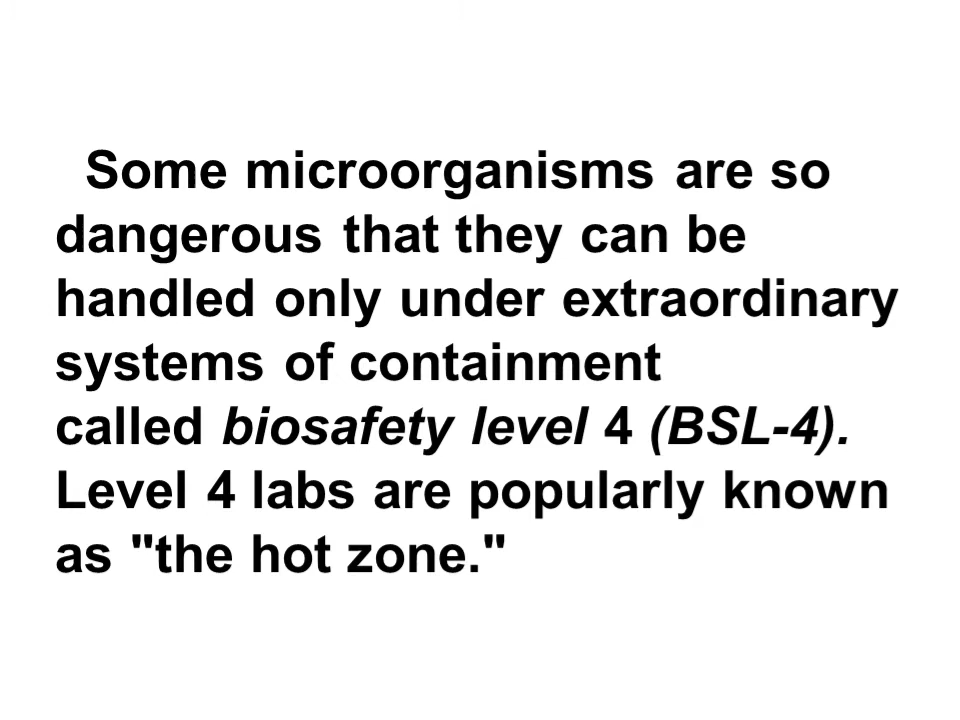 Some microorganisms are so
dangerous that they can be
handled only under extraordinary
systems of containment
called biosafety level 4 (BSL-4).
Level 4 labs are popularly known
as "the hot zone."